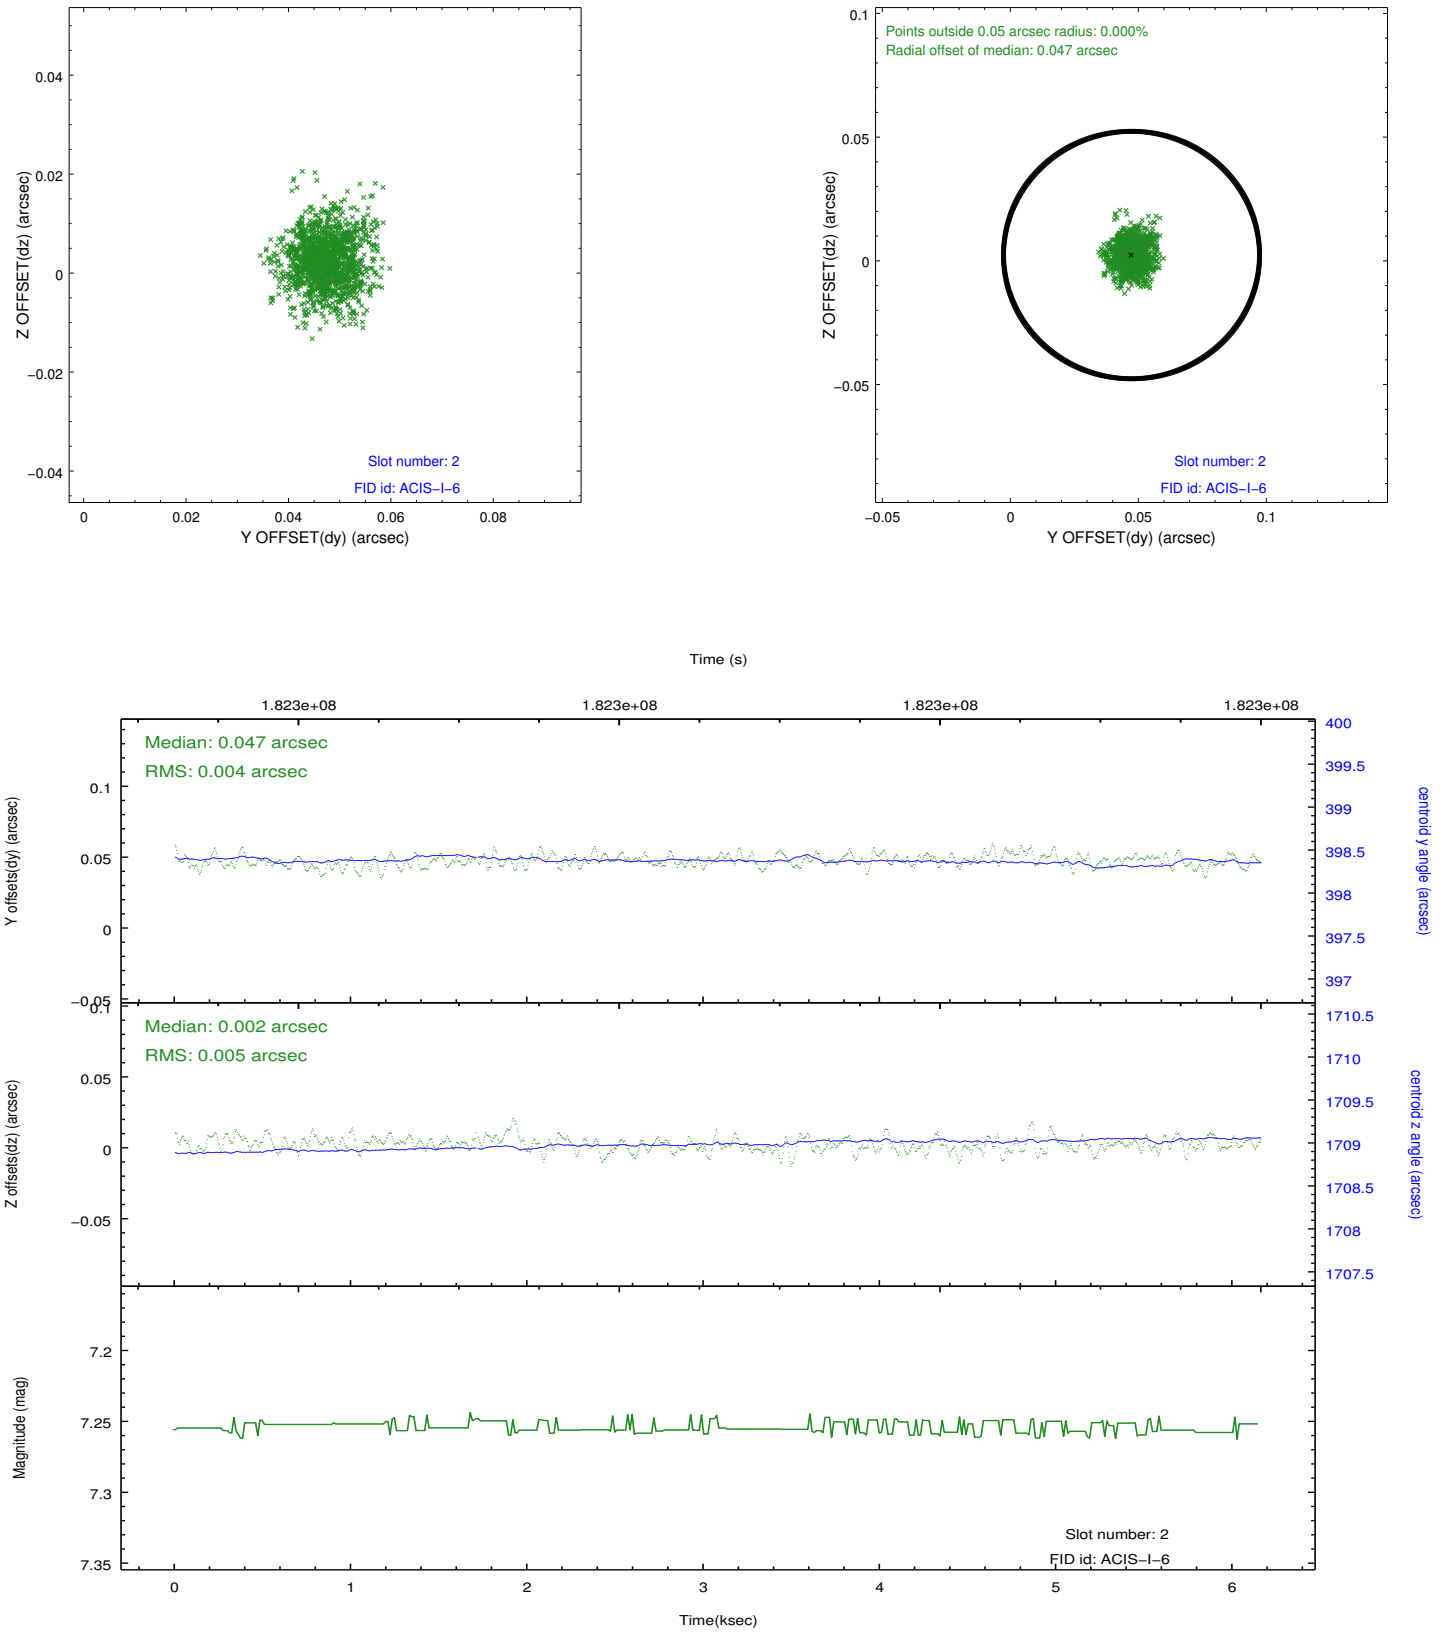 0.04
0.02
0
−0.02
−0.04
Z OFFSET(dz) (arcsec)
Slot number: 2
FID id: ACIS−I−6
0 0.02 0.04 0.06 0.08
Y OFFSET(dy) (arcsec)
Points outside 0.05 arcsec radius: 0.000%
Radial offset of median: 0.047 arcsec
0.1
0.05
0
−0.05
Z OFFSET(dz) (arcsec)
Slot number: 2
FID id: ACIS−I−6
−0.05 0 0.05 0.1
Y OFFSET(dy) (arcsec)
Time (s)
1.823e+08 1.823e+08 1.823e+08 1.823e+08
Median: 0.047 arcsec
RMS: 0.004 arcsec
0.1
0.05
0
−0.05
Y offsets(dy) (arcsec)
400
399.5
399
398.5
398
397.5
397
centroid y angle (arcsec)
Median: 0.002 arcsec
RMS: 0.005 arcsec
0.1
0.05
0
−0.05
Z offsets(dz) (arcsec)
1710.5
1710
1709.5
1709
1708.5
1708
1707.5
centroid z angle (arcsec)
7.2
7.25
7.3
7.35
Magnitude (mag)
Slot number: 2
FID id: ACIS−I−6
0 1 2 3 4 5 6
Time(ksec)